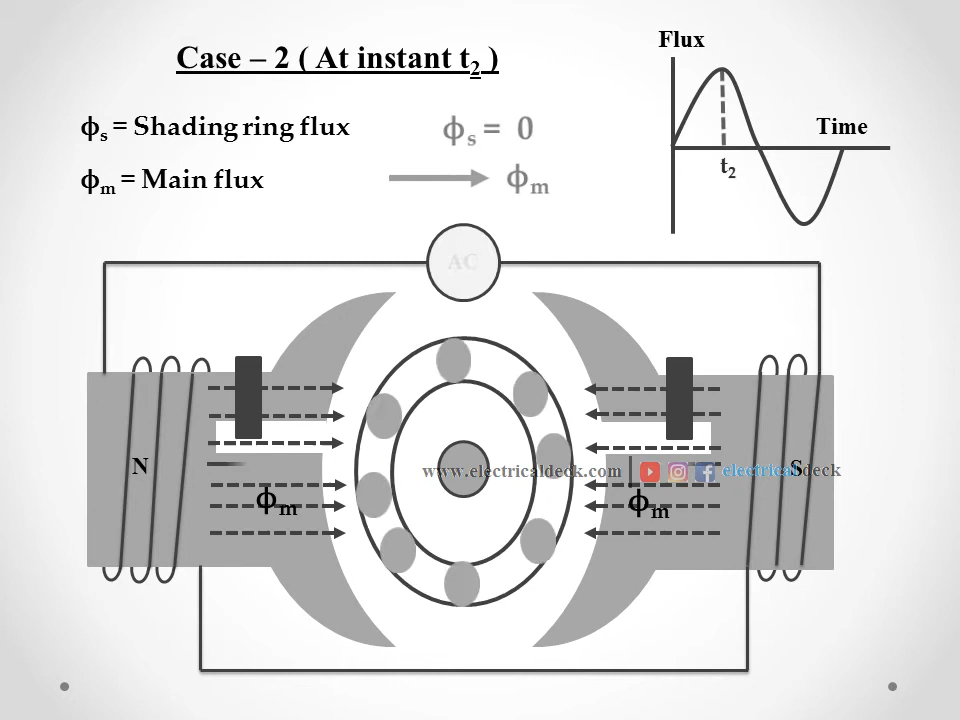 Case – 2 ( At instant t₂ )
Flux
Time
t₂
ϕₛ = Shading ring flux
ϕₛ = 0
ϕₘ = Main flux
ϕₘ
AC
N
S
www.electricaldeck.com | electricaldeck
ϕₘ
ϕₘ